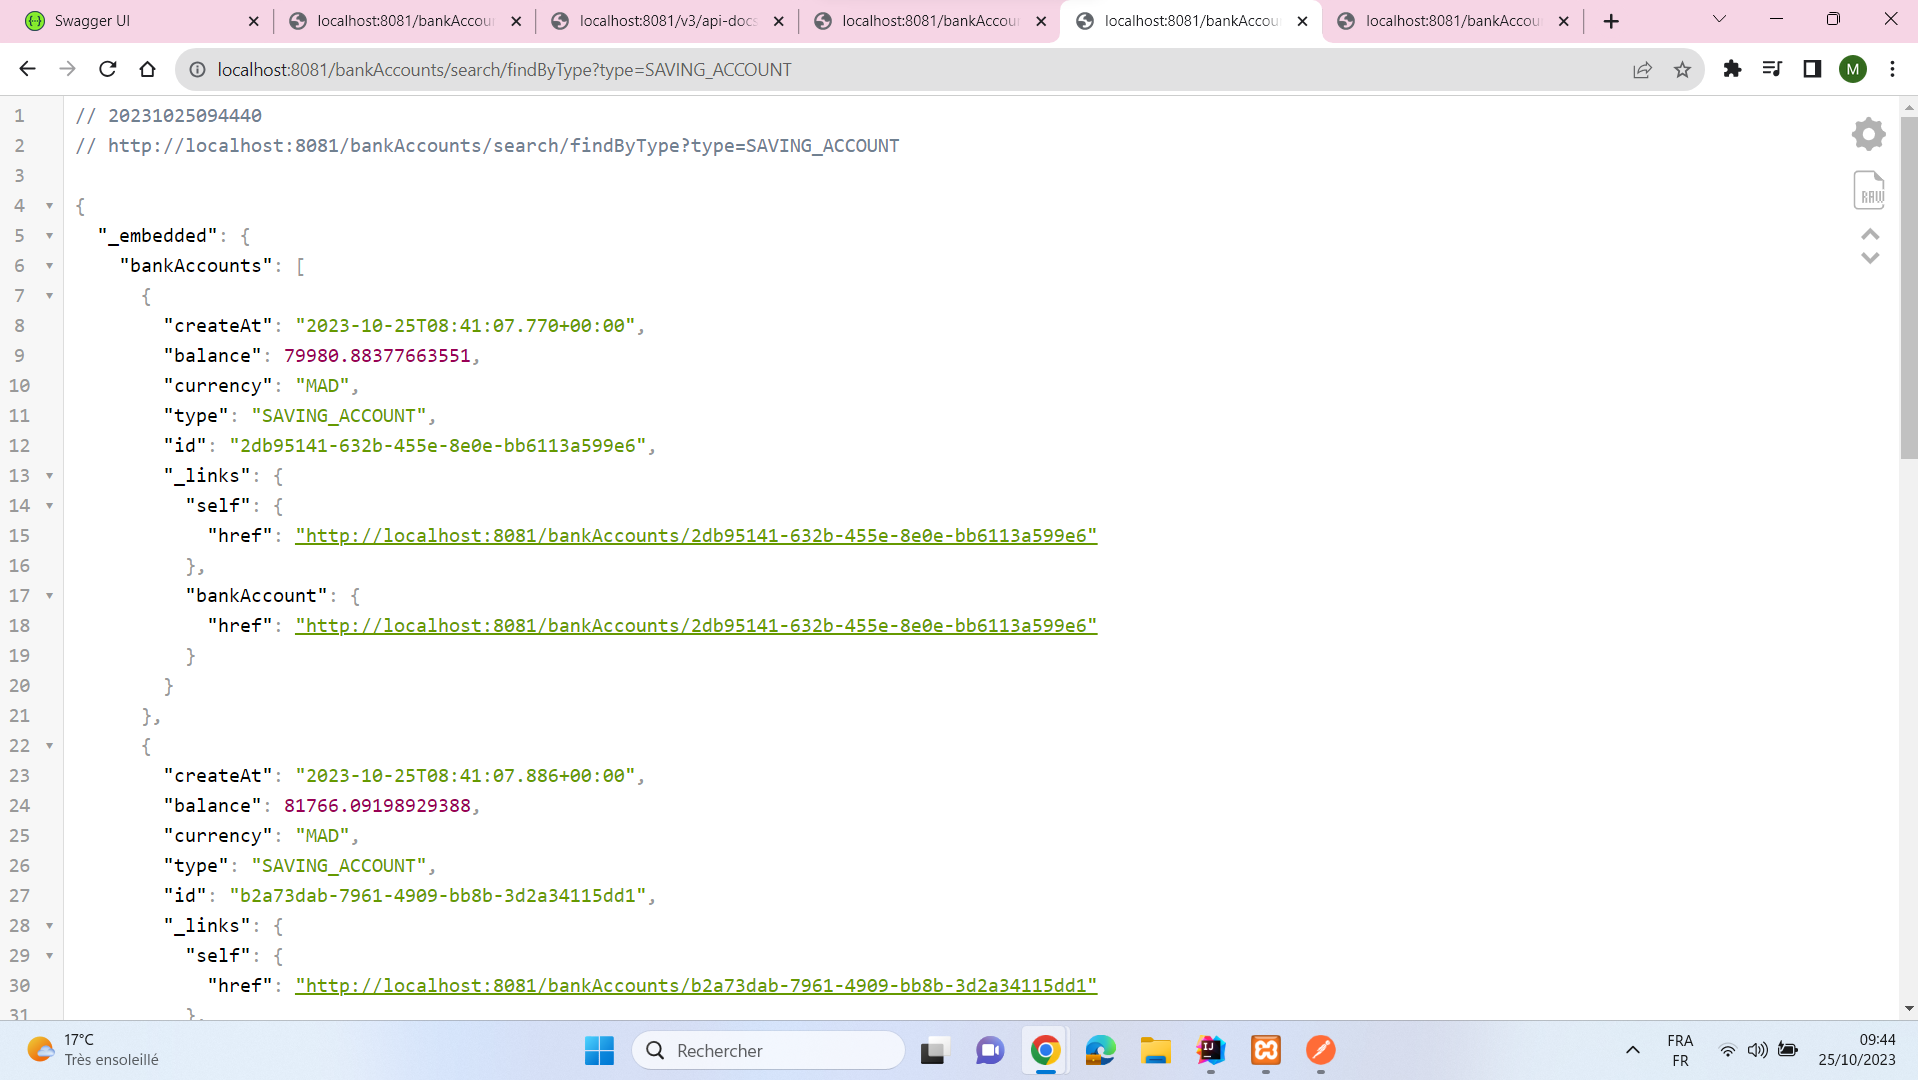 Swagger UI
localhost:8081/bankAccoun
localhost:8081/v3/api-docs
localhost:8081/bankAccoun
localhost:8081/bankAccou
localhost:8081/bankAccou
localhost:8081/bankAccounts/search/findByType?type=SAVING_ACCOUNT
M
1 // 20231025094440
2 // http://localhost:8081/bankAccounts/search/findByType?type=SAVING_ACCOUNT
3
4 {
5 "_embedded": {
6 "bankAccounts": [
7 {
8 "createAt": "2023-10-25T08:41:07.770+00:00",
9 "balance": 79980.88377663551,
10 "currency": "MAD",
11 "type": "SAVING_ACCOUNT",
12 "id": "2db95141-632b-455e-8e0e-bb6113a599e6",
13 "_links": {
14 "self": {
15 "href": "http://localhost:8081/bankAccounts/2db95141-632b-455e-8e0e-bb6113a599e6"
16 },
17 "bankAccount": {
18 "href": "http://localhost:8081/bankAccounts/2db95141-632b-455e-8e0e-bb6113a599e6"
19 }
20 }
21 },
22 {
23 "createAt": "2023-10-25T08:41:07.886+00:00",
24 "balance": 81766.09198929388,
25 "currency": "MAD",
26 "type": "SAVING_ACCOUNT",
27 "id": "b2a73dab-7961-4909-bb8b-3d2a34115dd1",
28 "_links": {
29 "self": {
30 "href": "http://localhost:8081/bankAccounts/b2a73dab-7961-4909-bb8b-3d2a34115dd1"
31 },
RAW
17°C
Très ensoleillé
Rechercher
IJ
FRA
FR
09:44
25/10/2023